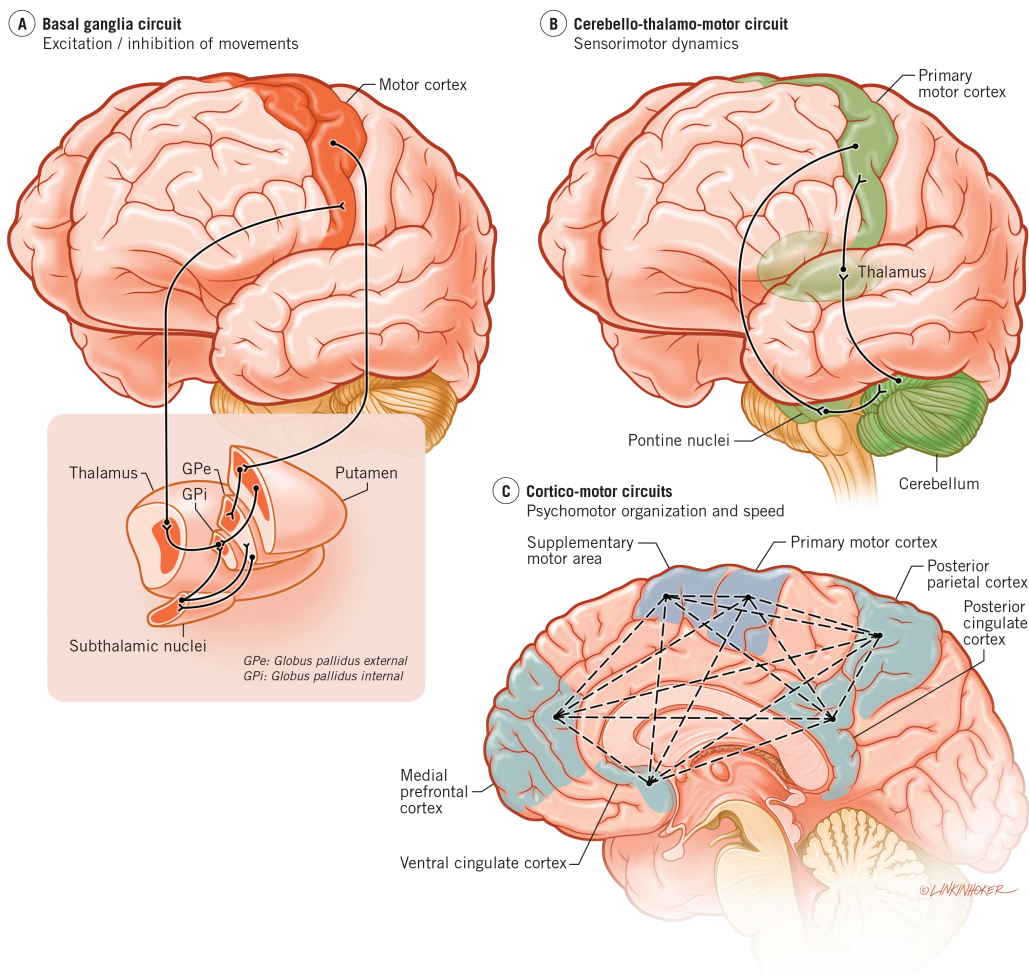 A Basal ganglia circuit
Excitation / inhibition of movements
Motor cortex
Thalamus
GPe
GPi
Putamen
Subthalamic nuclei
GPe: Globus pallidus external
GPi: Globus pallidus internal
B Cerebello-thalamo-motor circuit
Sensorimotor dynamics
Primary
motor cortex
Thalamus
Pontine nuclei
Cerebellum
C Cortico-motor circuits
Psychomotor organization and speed
Supplementary
motor area
Primary motor cortex
Posterior
parietal cortex
Posterior
cingulate
cortex
Medial
prefrontal
cortex
Ventral cingulate cortex
©LINKINHOKER